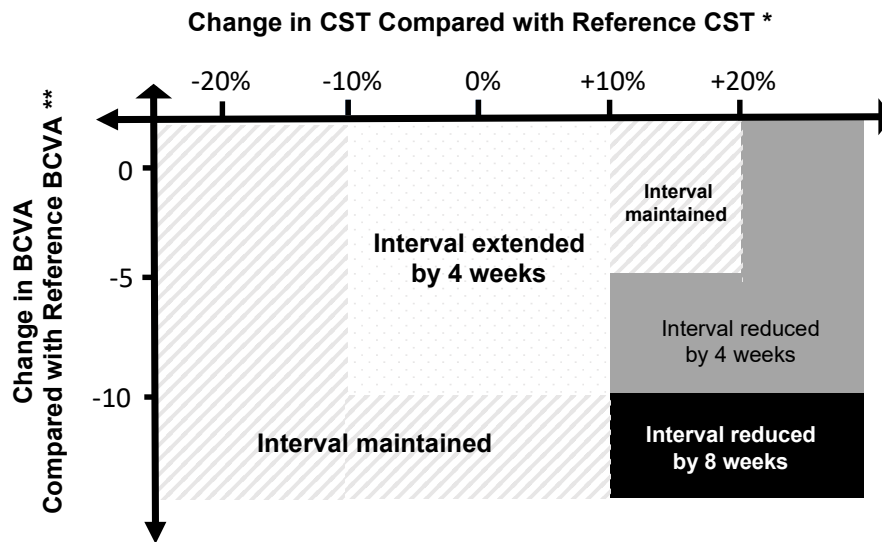 Change in CST Compared with Reference CST *
-20% -10% 0% +10% +20%
Change in BCVA
Compared with Reference BCVA **
0
-5
-10
Interval
maintained
Interval extended
by 4 weeks
Interval reduced
by 4 weeks
Interval maintained
Interval reduced
by 8 weeks